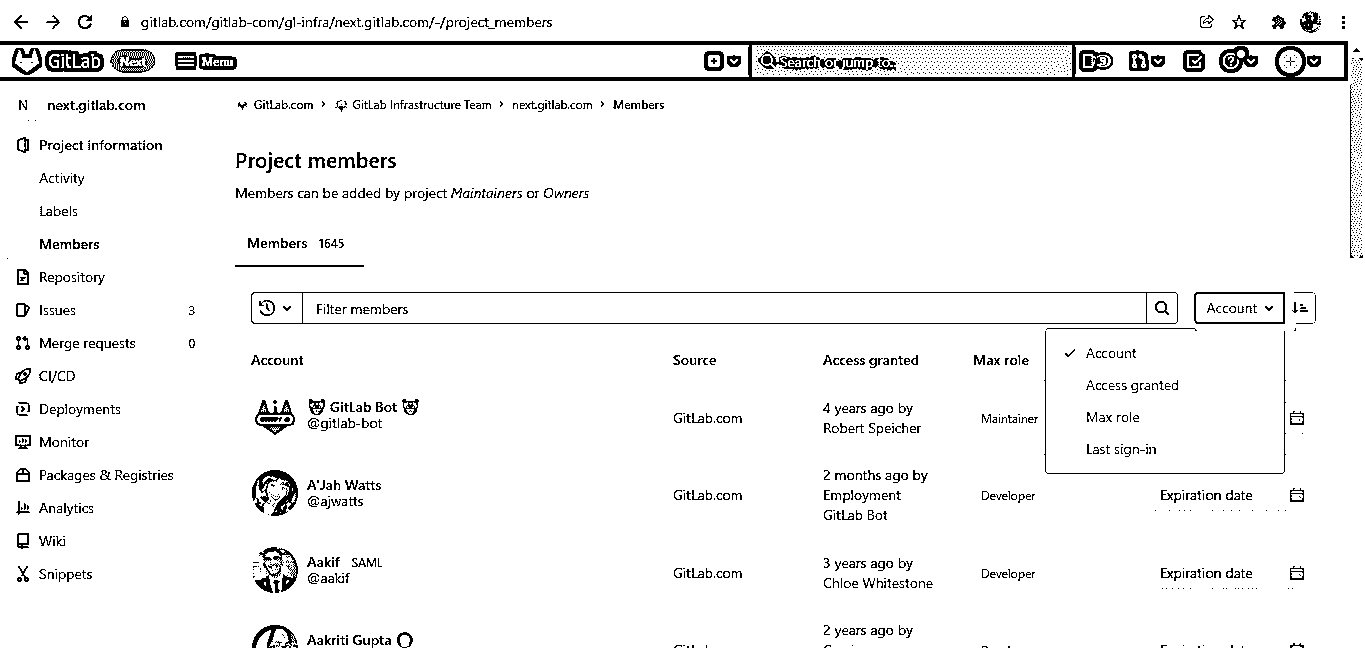 gitlab.com/gitlab-com/gl-infra/next.gitlab.com/-/project_members
GitLab Next Menu
Search or jump to...
N next.gitlab.com
GitLab.com › GitLab Infrastructure Team › next.gitlab.com › Members
Project information
Activity
Labels
Members
Repository
Issues 3
Merge requests 0
CI/CD
Deployments
Monitor
Packages & Registries
Analytics
Wiki
Snippets
Project members
Members can be added by project Maintainers or Owners
Members 1645
Filter members
Account
Account
Access granted
Max role
Last sign-in
Account Source Access granted Max role
GitLab Bot
@gitlab-bot
GitLab.com
4 years ago by
Robert Speicher
Maintainer
A'Jah Watts
@ajwatts
GitLab.com
2 months ago by
Employment
GitLab Bot
Developer
Expiration date
Aakif SAML
@aakif
GitLab.com
3 years ago by
Chloe Whitestone
Developer
Expiration date
Aakriti Gupta
2 years ago by